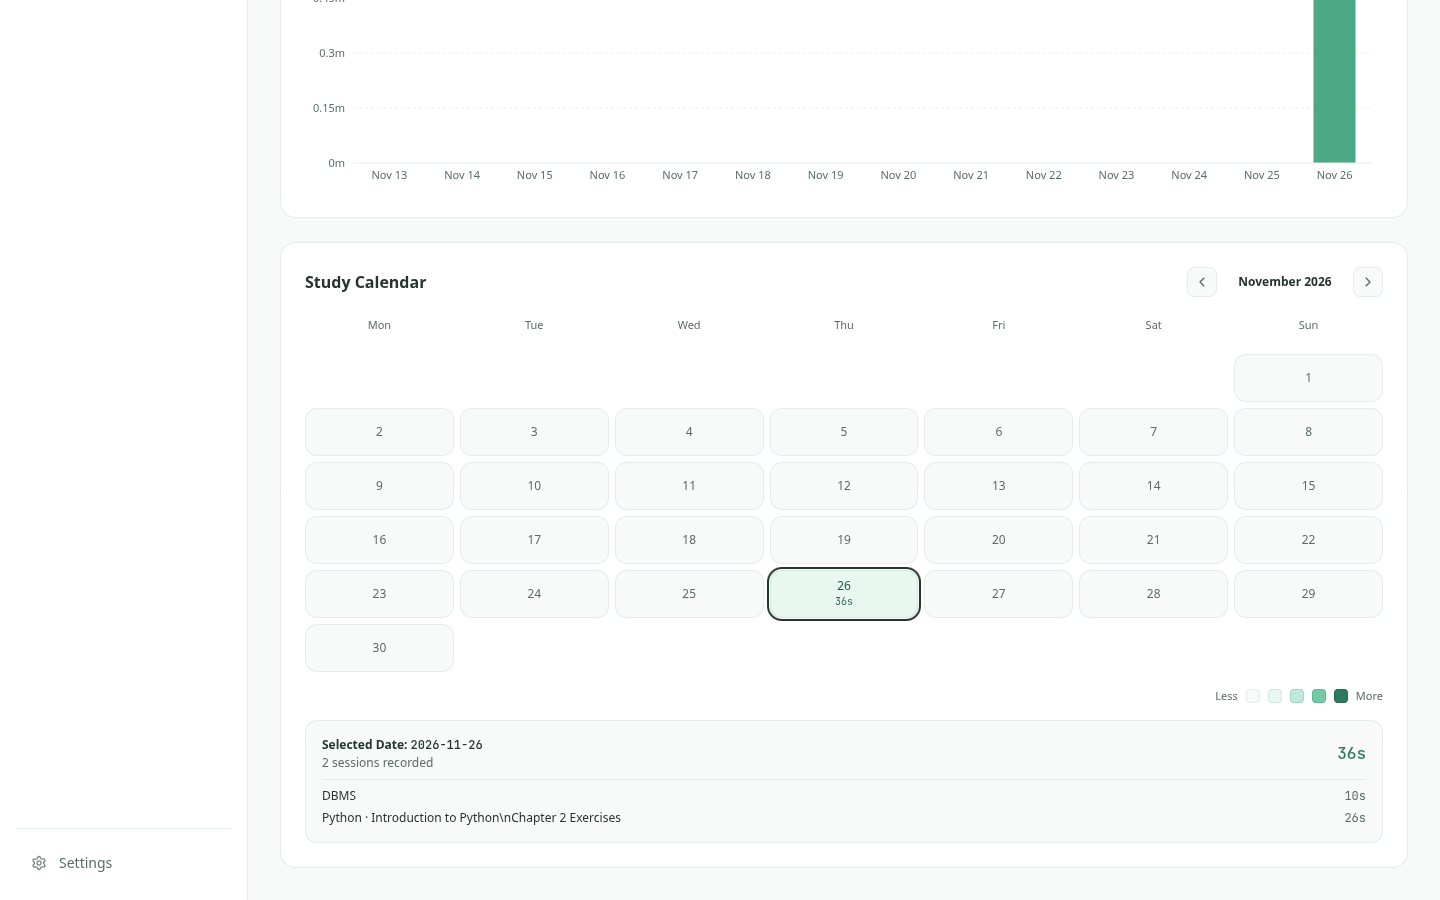 0.45m
0.3m
0.15m
0m
Nov 13 Nov 14 Nov 15 Nov 16 Nov 17 Nov 18 Nov 19 Nov 20 Nov 21 Nov 22 Nov 23 Nov 24 Nov 25 Nov 26
Study Calendar
November 2026
Mon Tue Wed Thu Fri Sat Sun
1
2 3 4 5 6 7 8
9 10 11 12 13 14 15
16 17 18 19 20 21 22
23 24 25 26 27 28 29
36s
30
Less More
Selected Date: 2026-11-26
36s
2 sessions recorded
DBMS 10s
Python · Introduction to Python\nChapter 2 Exercises 26s
Settings